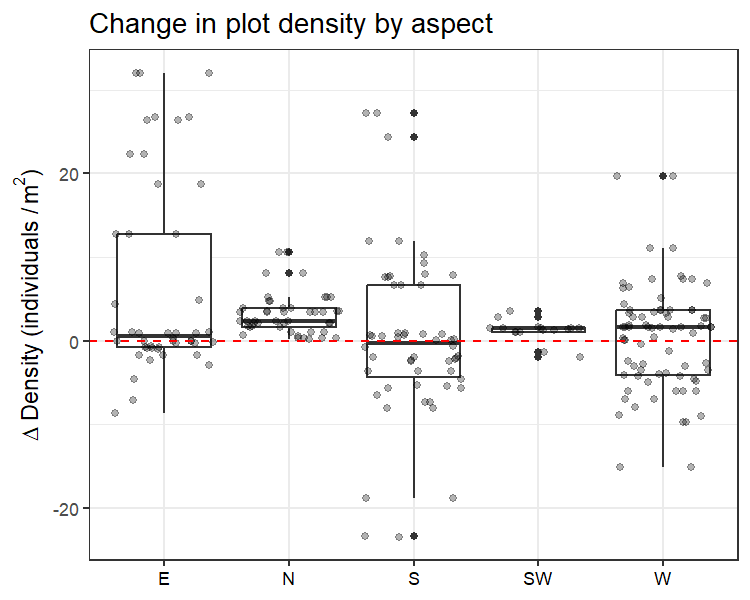 Change in plot density by aspect
Δ Density (individuals / m²)
20
0
-20
E N S SW W